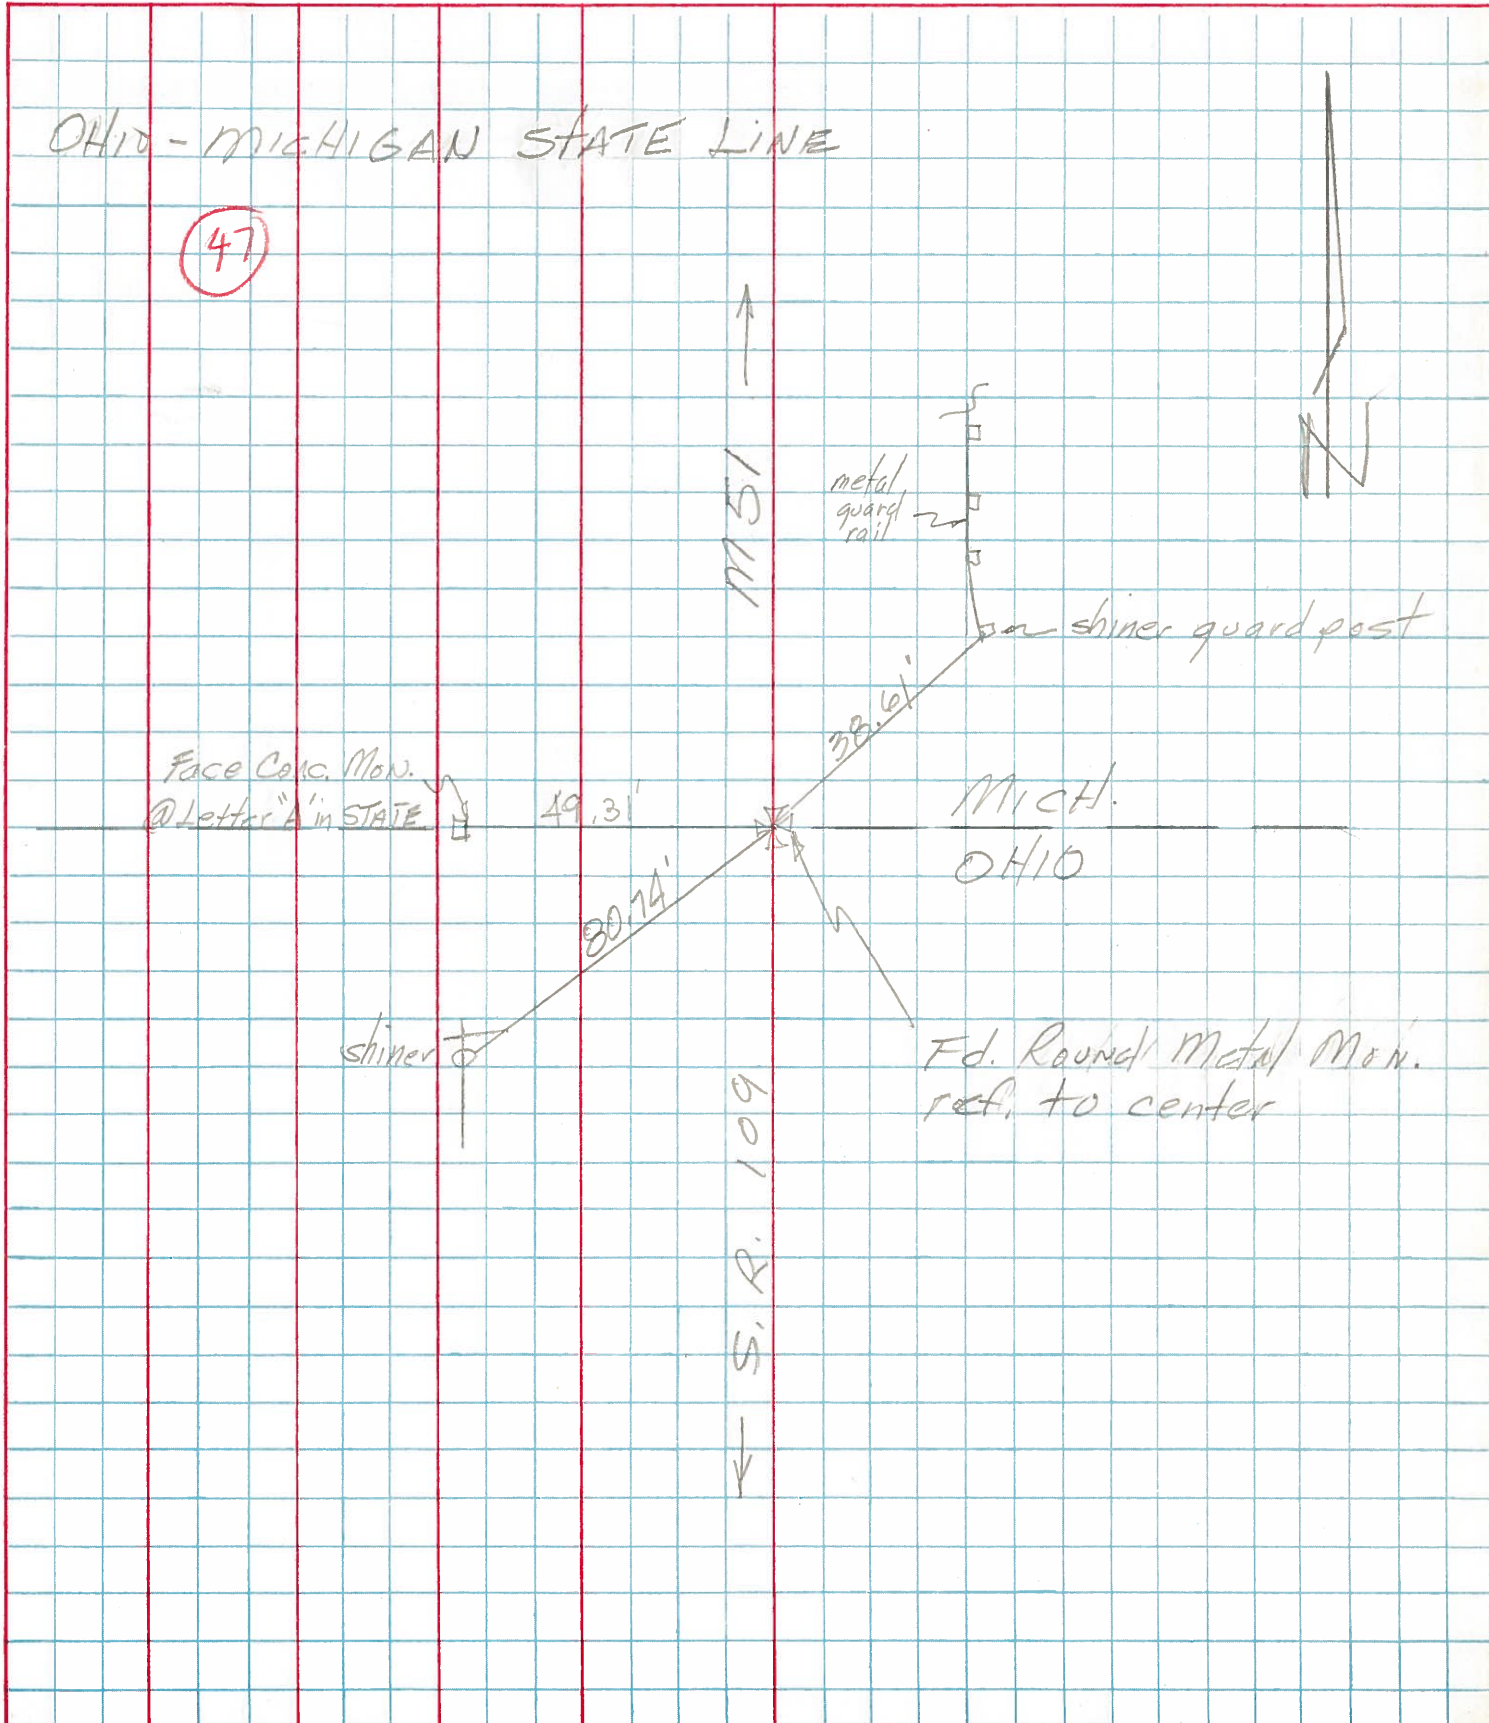 OHIO - MICHIGAN STATE LINE
47
M 51
metal
guard
rail
shiner guard post
38.61'
Face Conc. Mon.
@ Letter "A" in STATE
49.31'
MICH.
OHIO
80.74'
shiner
Fd. Round Metal Mon.
ref. to center
S. R. 109
N